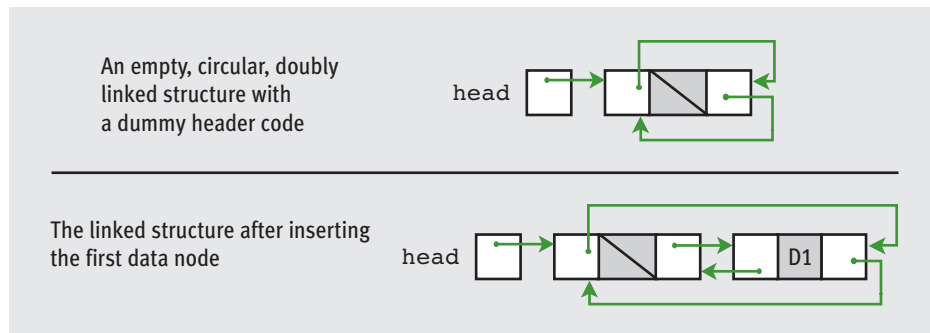 An empty, circular, doubly
linked structure with
a dummy header code
head
The linked structure after inserting
the first data node
head
D1